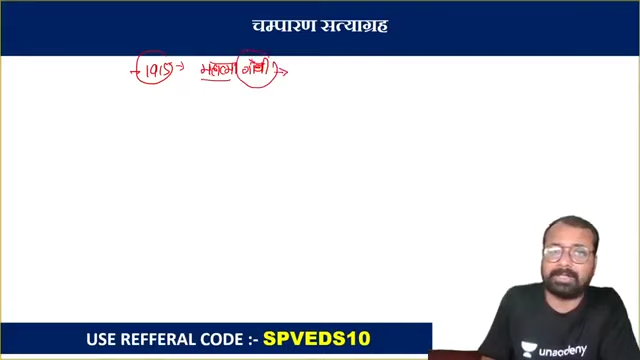 चम्पारण सत्याग्रह
1915 → महात्मा गाँधी →
unacademy
USE REFFERAL CODE :- SPVEDS10